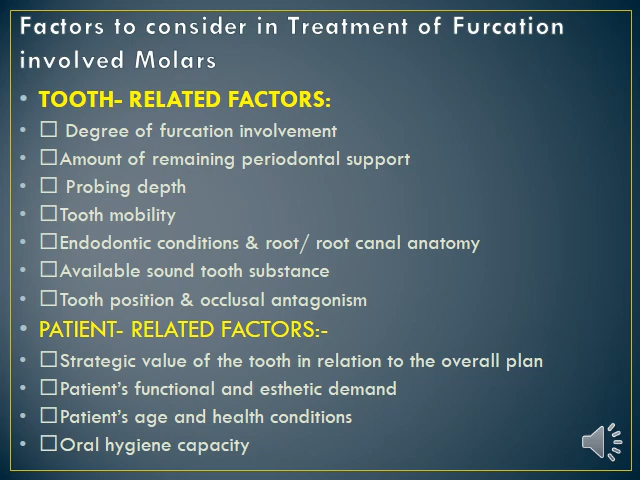 Factors to consider in Treatment of Furcation
involved Molars
• TOOTH- RELATED FACTORS:
• □ Degree of furcation involvement
• □Amount of remaining periodontal support
• □ Probing depth
• □Tooth mobility
• □Endodontic conditions & root/ root canal anatomy
• □Available sound tooth substance
• □Tooth position & occlusal antagonism
• PATIENT- RELATED FACTORS:-
• □Strategic value of the tooth in relation to the overall plan
• □Patient’s functional and esthetic demand
• □Patient’s age and health conditions
• □Oral hygiene capacity